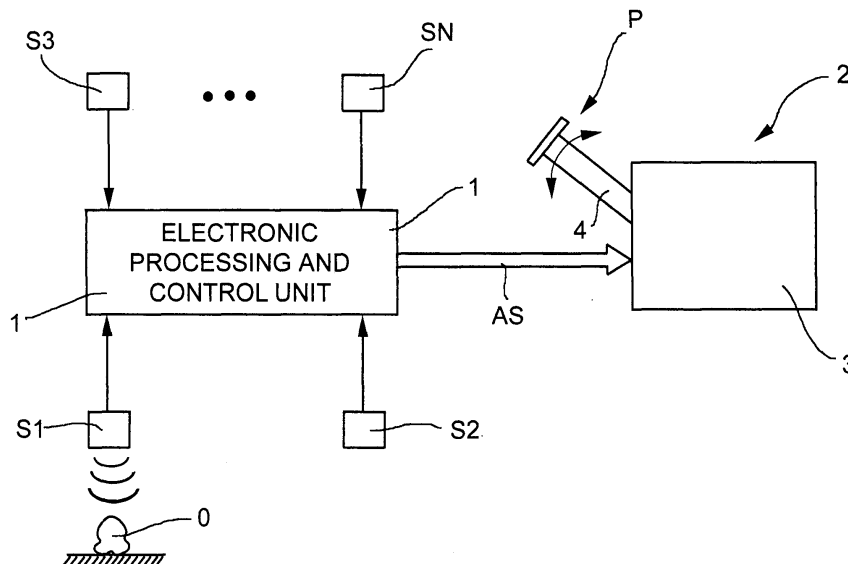 S3
SN
P
2
1
ELECTRONIC
PROCESSING AND
CONTROL UNIT
1
4
AS
3
S1
S2
0